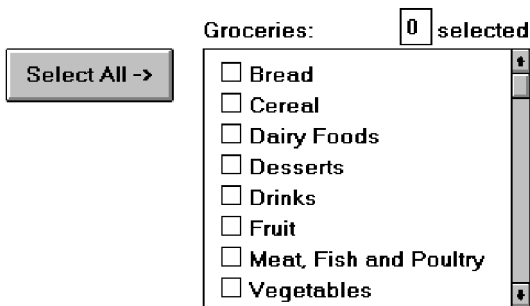 Groceries: 0 selected
Select All ->
Bread
Cereal
Dairy Foods
Desserts
Drinks
Fruit
Meat, Fish and Poultry
Vegetables